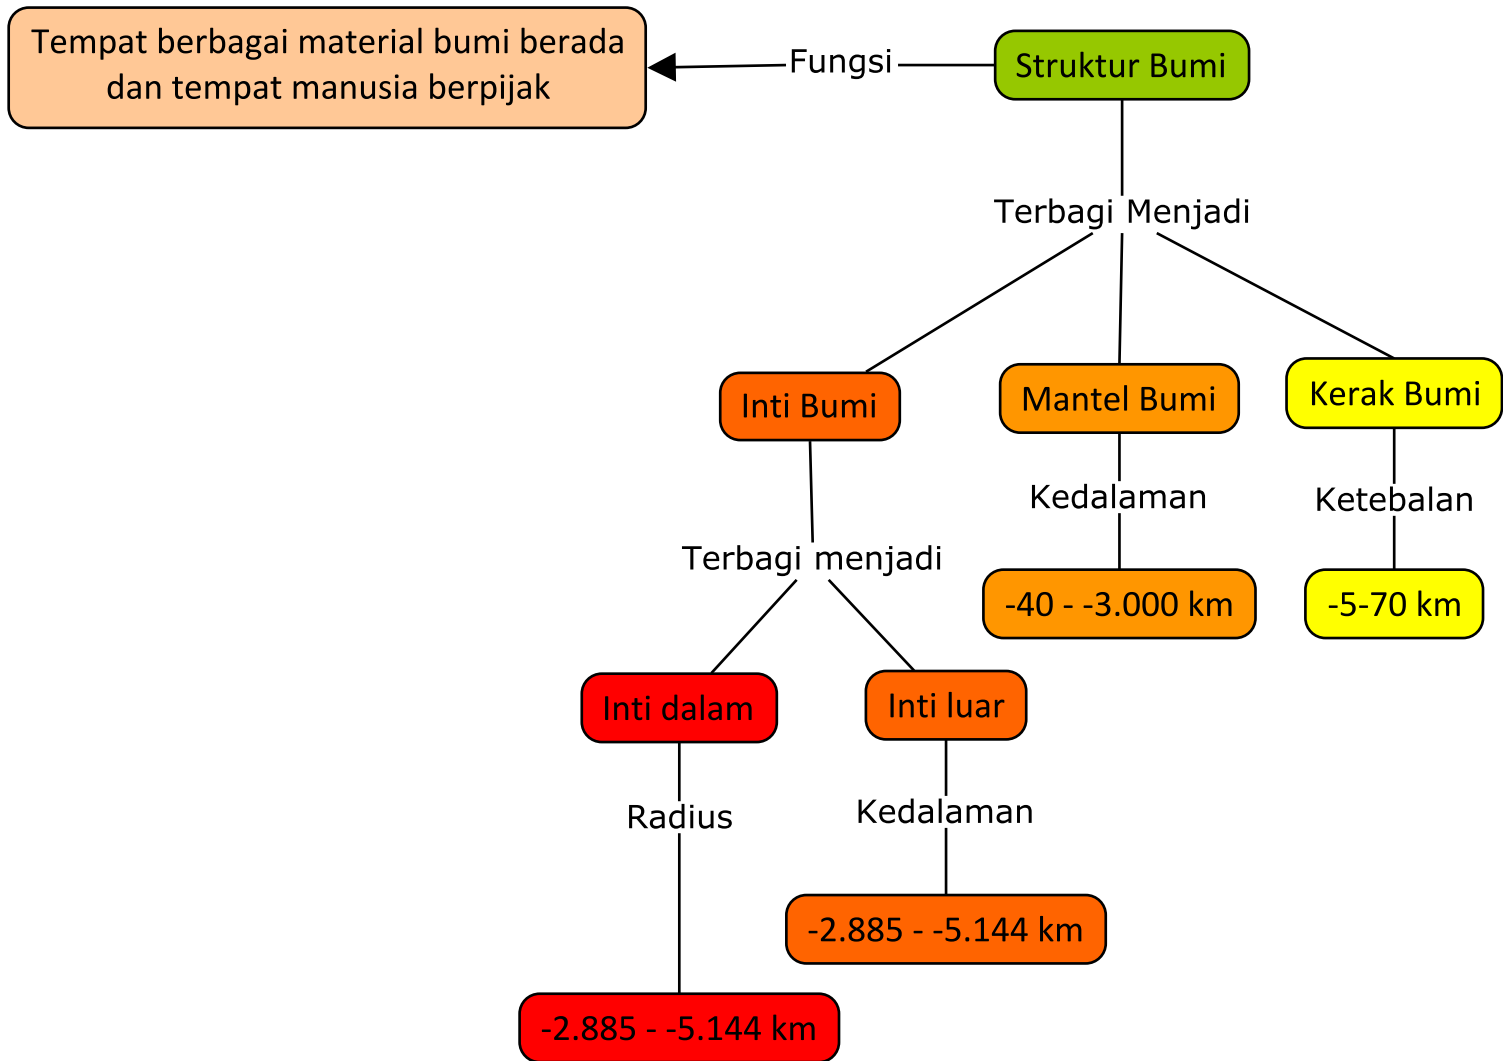 Tempat berbagai material bumi berada
dan tempat manusia berpijak
Fungsi
Struktur Bumi
Terbagi Menjadi
Inti Bumi
Mantel Bumi
Kerak Bumi
Kedalaman
Ketebalan
Terbagi menjadi
-40 - -3.000 km
-5-70 km
Inti dalam
Inti luar
Radius
Kedalaman
-2.885 - -5.144 km
-2.885 - -5.144 km